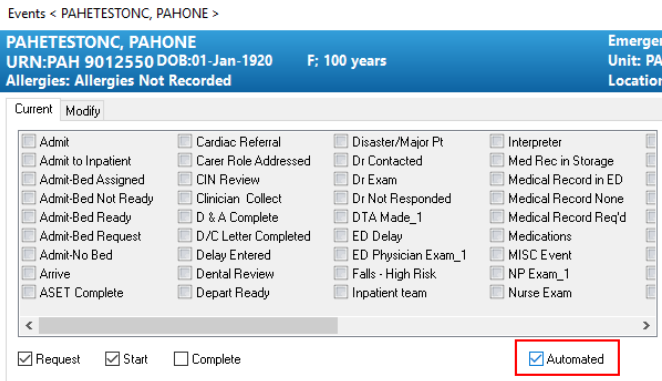 Events < PAHETESTONC, PAHONE >
PAHETESTONC, PAHONE Emerger
URN:PAH 9012550 DOB:01-Jan-1920 F; 100 years Unit: PA
Allergies: Allergies Not Recorded Location
Current Modify
Admit Cardiac Referral Disaster/Major Pt Interpreter
Admit to Inpatient Carer Role Addressed Dr Contacted Med Rec in Storage
Admit-Bed Assigned CIN Review Dr Exam Medical Record in ED
Admit-Bed Not Ready Clinician Collect Dr Not Responded Medical Record None
Admit-Bed Ready D & A Complete DTA Made_1 Medical Record Req'd
Admit-Bed Request D/C Letter Completed ED Delay Medications
Admit-No Bed Delay Entered ED Physician Exam_1 MISC Event
Arrive Dental Review Falls - High Risk NP Exam_1
ASET Complete Depart Ready Inpatient team Nurse Exam
Request Start Complete Automated